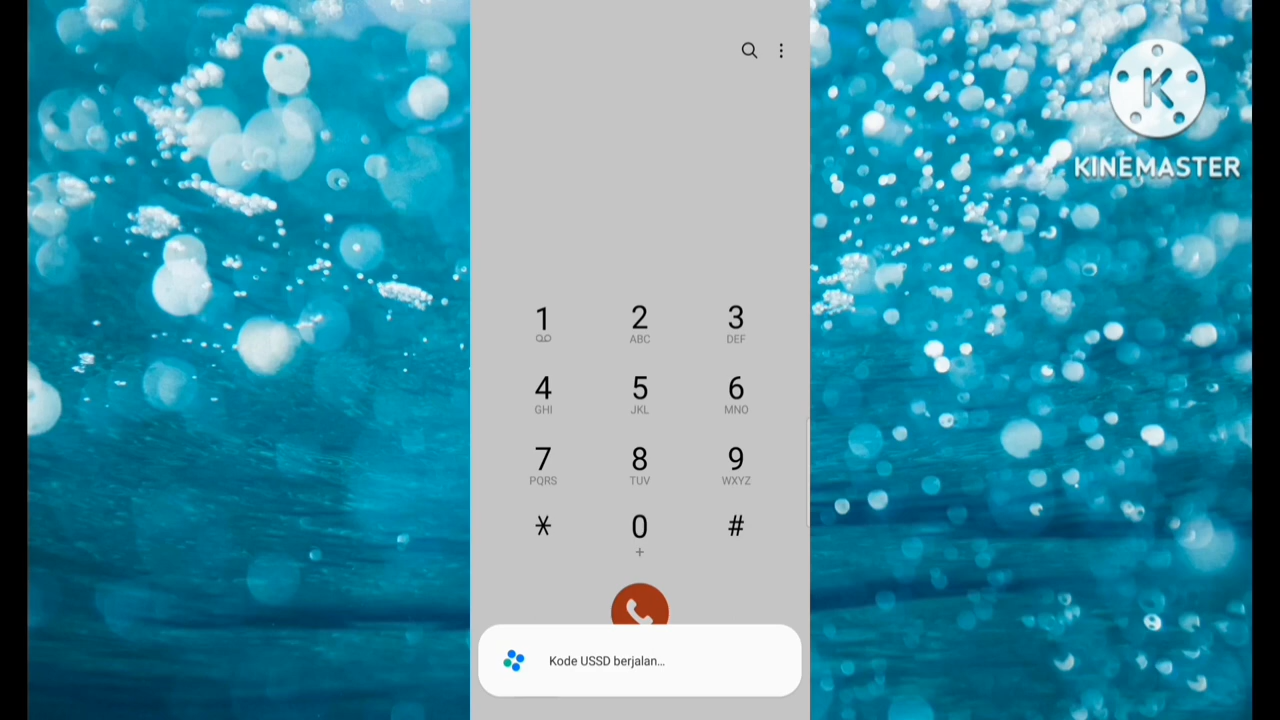 KINEMASTER
1
2
ABC
3
DEF
4
GHI
5
JKL
6
MNO
7
PQRS
8
TUV
9
WXYZ
*
0
+
#
Kode USSD berjalan...